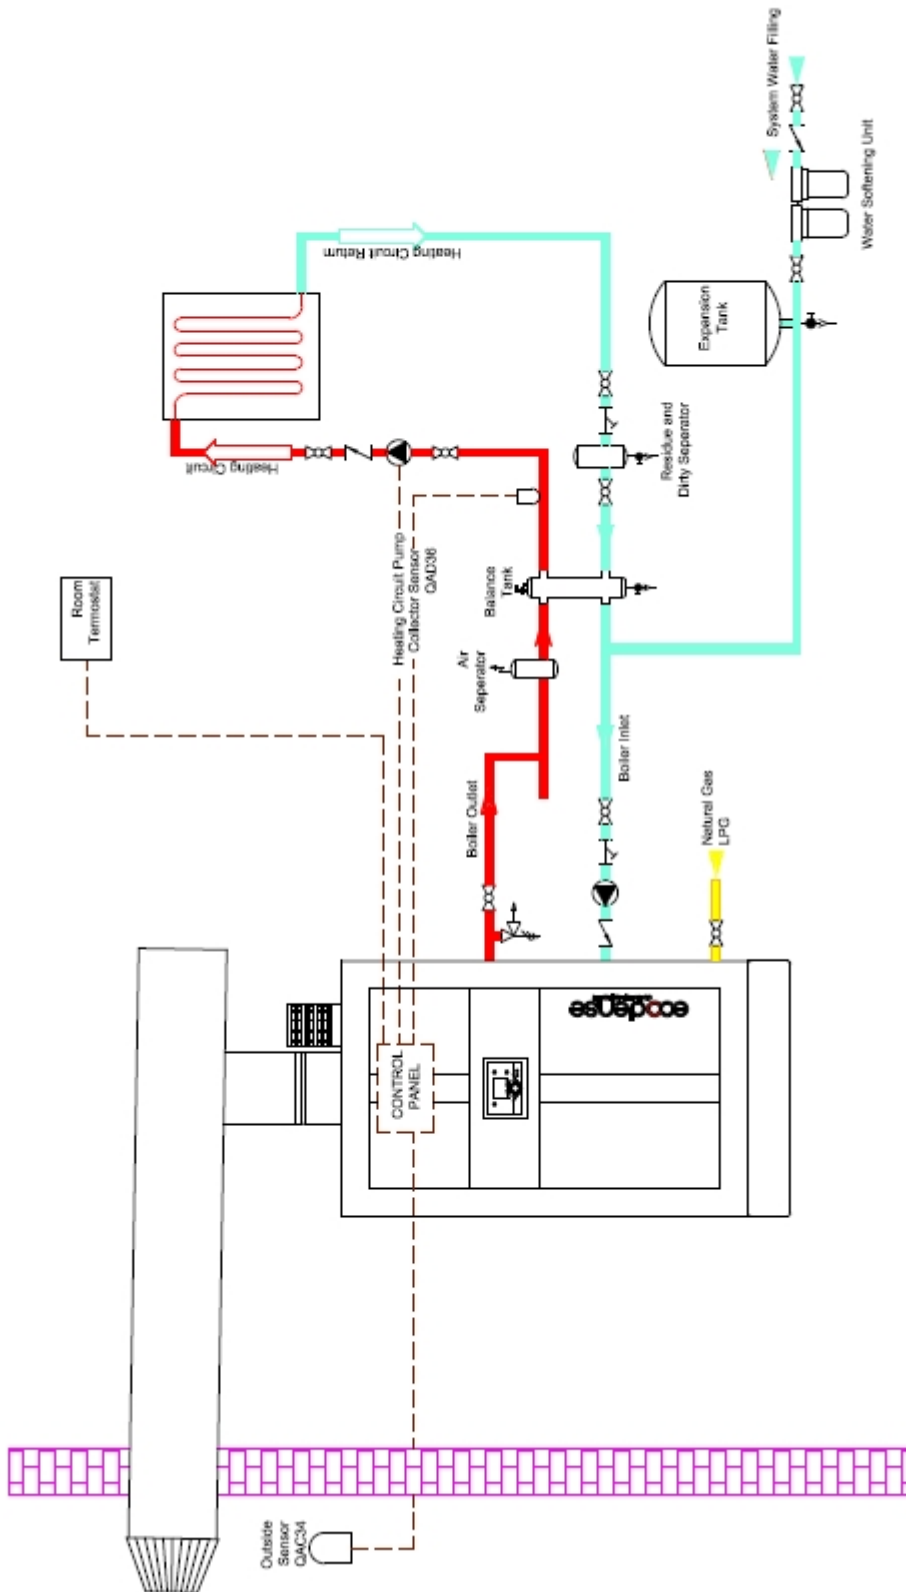 Room
Termostat
Heating Circuit
Heating Circuit Return
Outside
Sensor
QAC34
CONTROL
PANEL
Heating Circuit Pump
Collector Sensor
QAD36
Boiler Outlet
Air
Seperator
Balance
Tank
ecodense
Boiler Inlet
Residue and
Dirty Separator
Expansion
Tank
Natural Gas
LPG
System Water Filling
Water Softening Unit